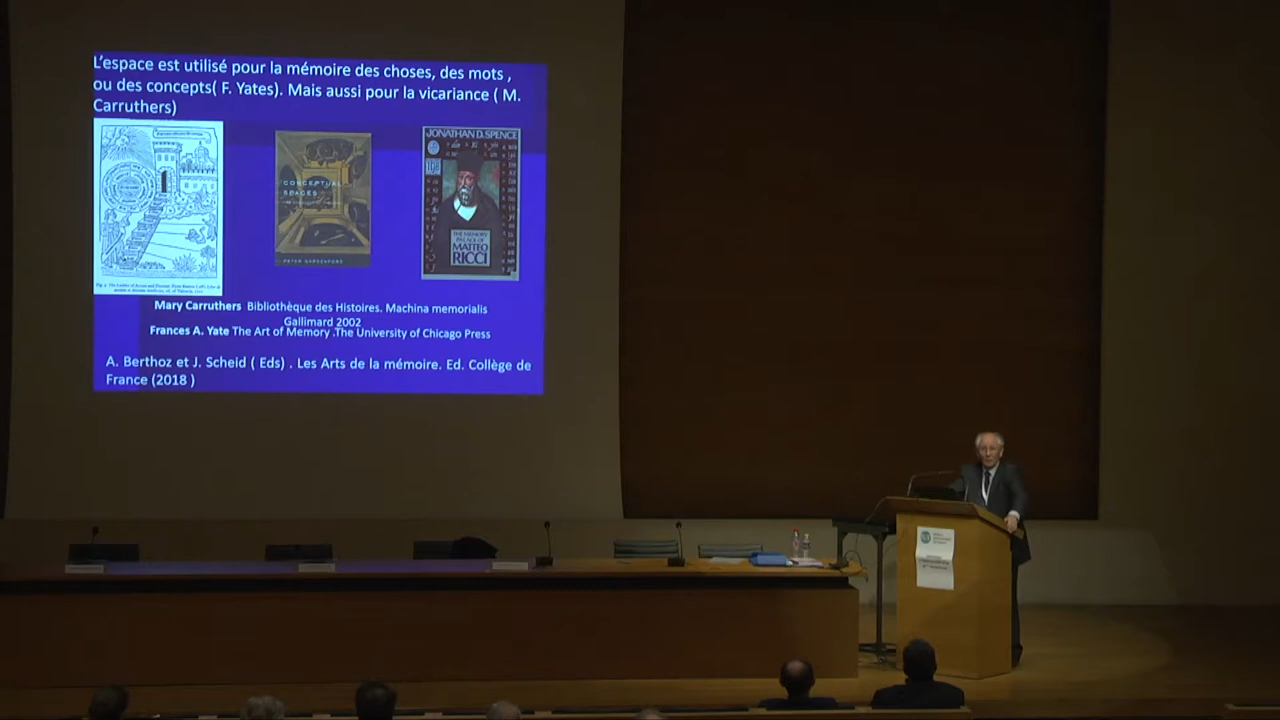 L'espace est utilisé pour la mémoire des choses, des mots ,
ou des concepts( F. Yates). Mais aussi pour la vicariance ( M.
Carruthers)
CONCEPTUAL
SPACES
PETER GÄRDENFORS
JONATHAN D. SPENCE
THE MEMORY
PALACE OF
MATTEO
RICCI
Mary Carruthers Bibliothèque des Histoires. Machina memorialis
Gallimard 2002
Frances A. Yate The Art of Memory .The University of Chicago Press
A. Berthoz et J. Scheid ( Eds) . Les Arts de la mémoire. Ed. Collège de
France (2018 )